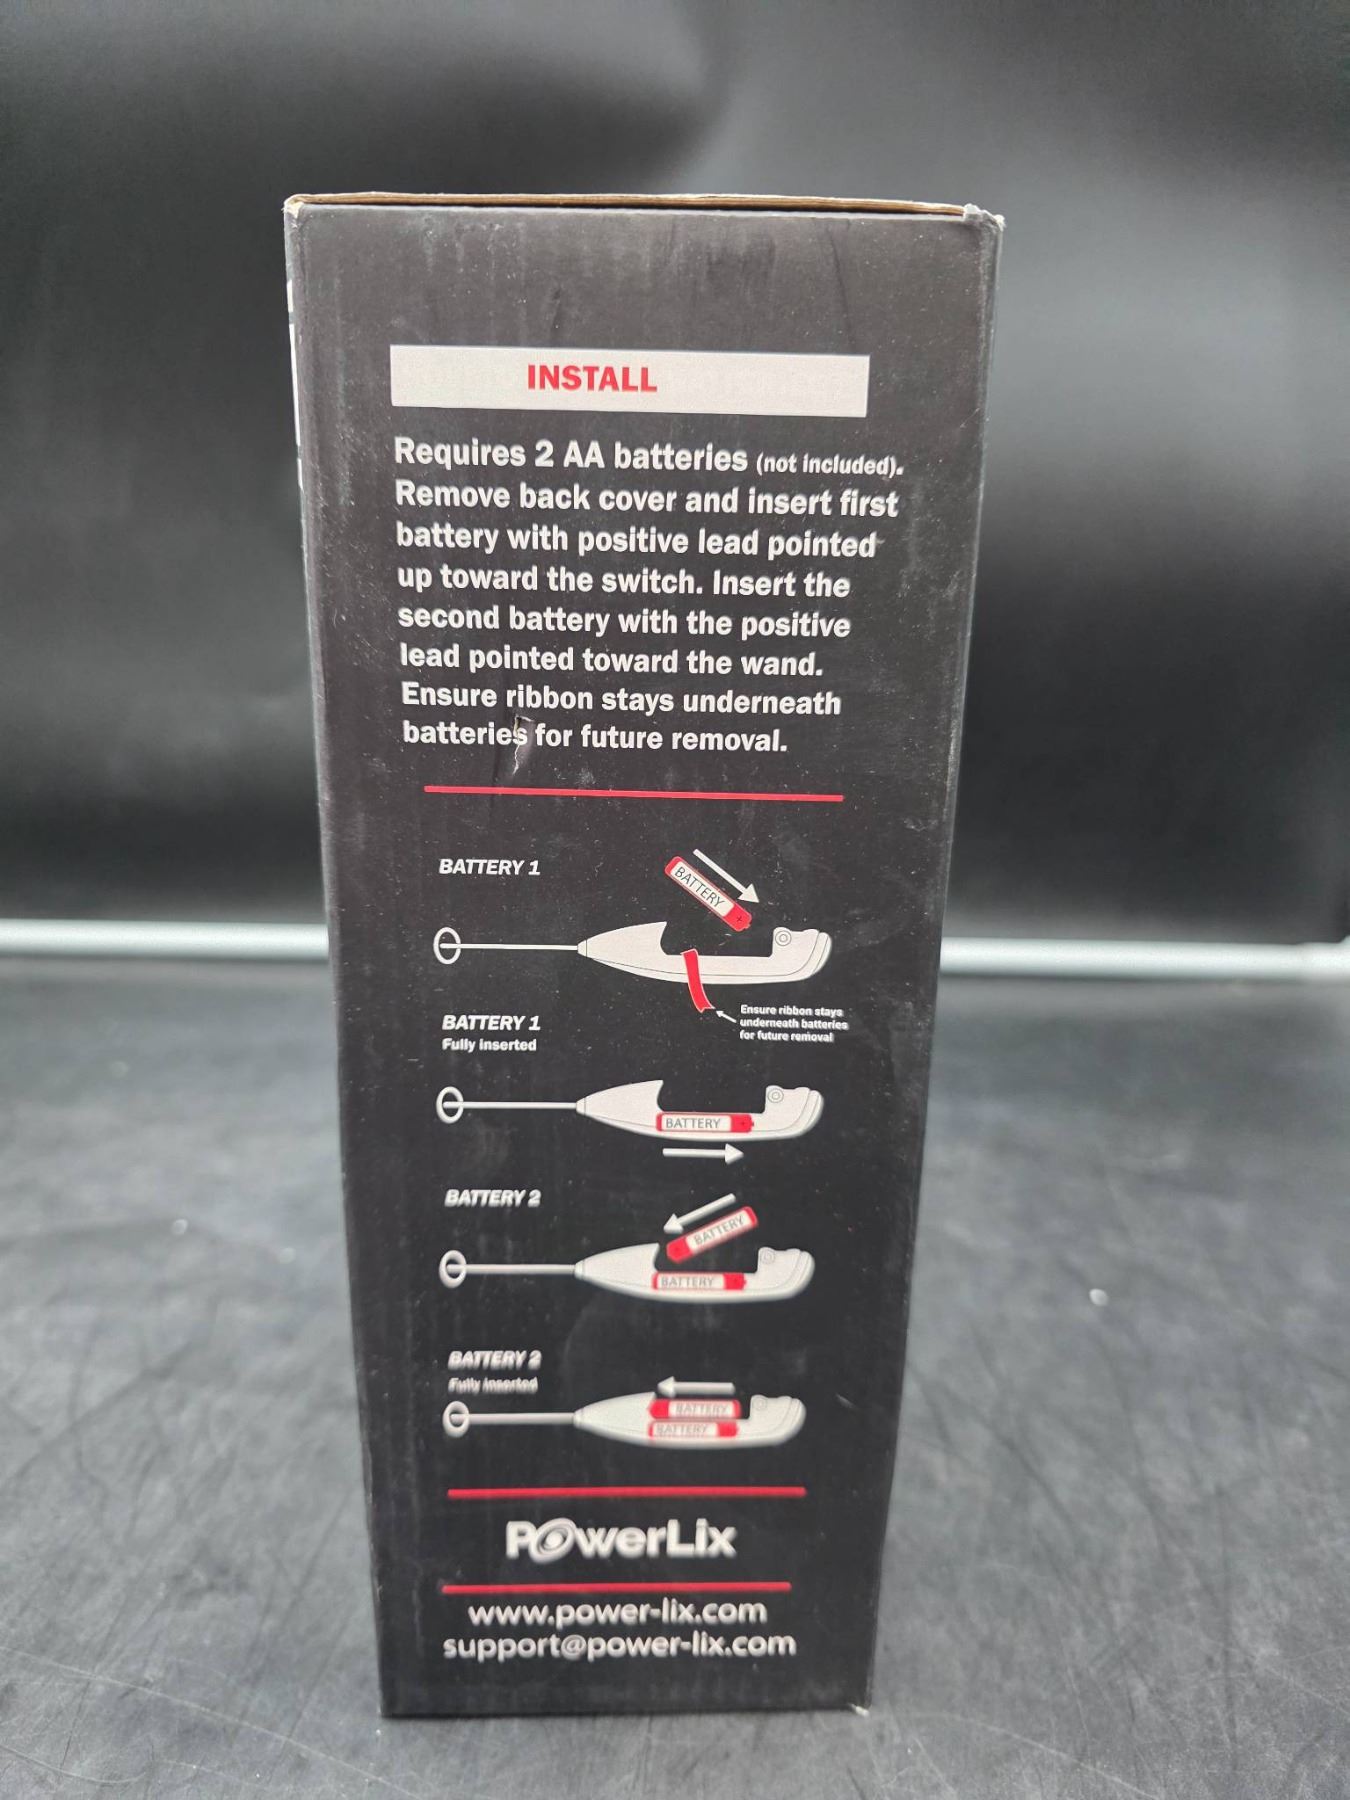 INSTALL
Requires 2 AA batteries (not included).
Remove back cover and insert first
battery with positive lead pointed
up toward the switch. Insert the
second battery with the positive
lead pointed toward the wand.
Ensure ribbon stays underneath
batteries for future removal.
BATTERY 1
BATTERY
+
Ensure ribbon stays
underneath batteries
for future removal
BATTERY 1
Fully inserted
BATTERY
+
BATTERY 2
BATTERY
BATTERY
BATTERY 2
Fully inserted
BATTERY
BATTERY
PowerLix
www.power-lix.com
support@power-lix.com